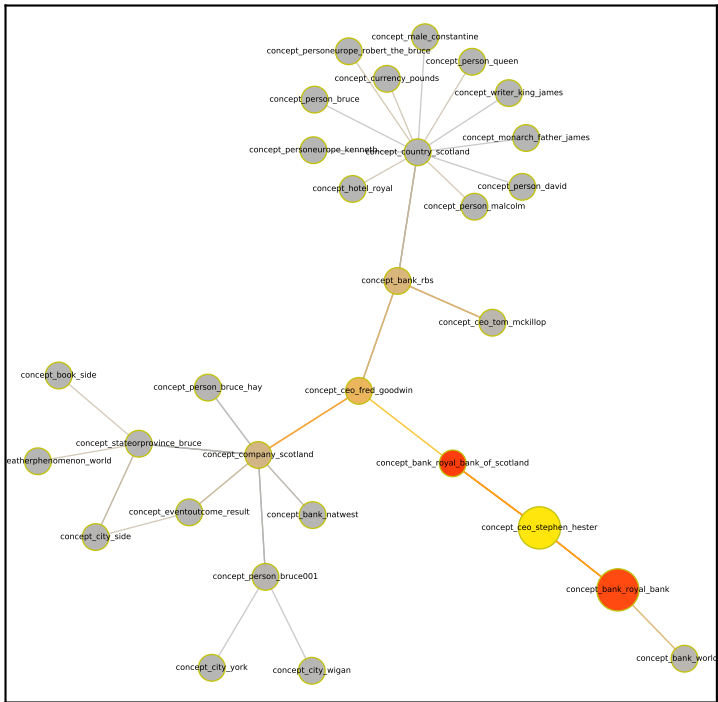 concept_male_constantine
concept_personeurope_robert_the_bruce
concept_person_queen
concept_currency_pounds
concept_writer_king_james
concept_person_bruce
concept_monarch_father_james
concept_personeurope_kenneth
concept_country_scotland
concept_hotel_royal
concept_person_david
concept_person_malcolm
concept_bank_rbs
concept_ceo_tom_mckillop
concept_book_side
concept_person_bruce_hay
concept_ceo_fred_goodwin
concept_stateorprovince_bruce
concept_company_scotland
eatherphenomenon_world
concept_bank_royal_bank_of_scotland
concept_eventoutcome_result
concept_bank_natwest
concept_ceo_stephen_hester
concept_city_side
concept_person_bruce001
concept_bank_royal_bank
concept_city_york
concept_city_wigan
concept_bank_world